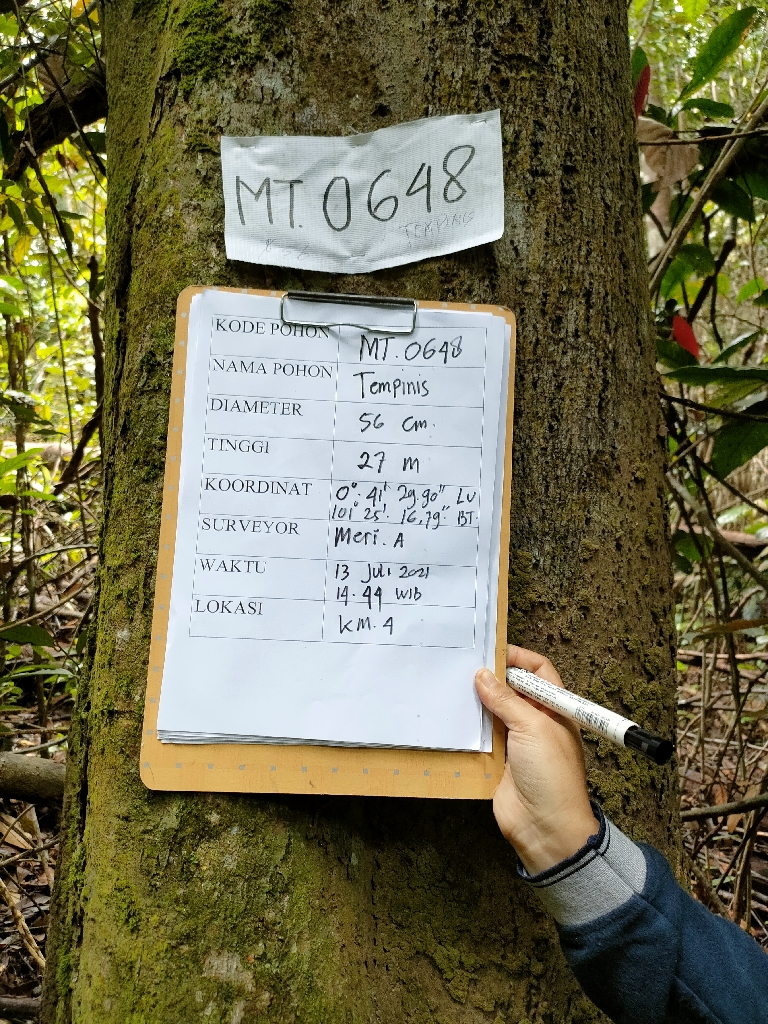 MT. 0648
TEMPINIS
KODE POHON MT. 0648
NAMA POHON Tempinis
DIAMETER 56 cm.
TINGGI 27 m
KOORDINAT 0°. 41' 29.90" LU
101° 25'. 16,79." BT
SURVEYOR Meri. A
WAKTU 13 Juli 2021
14.44 WIB
LOKASI KM. 4